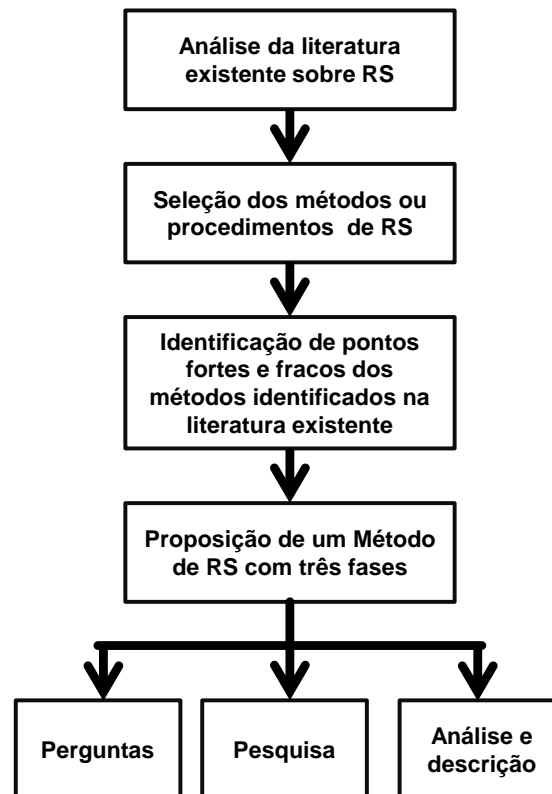 Análise da literatura
existente sobre RS
Seleção dos métodos ou
procedimentos de RS
Identificação de pontos
fortes e fracos dos
métodos identificados na
literatura existente
Proposição de um Método
de RS com três fases
Perguntas
Pesquisa
Análise e
descrição